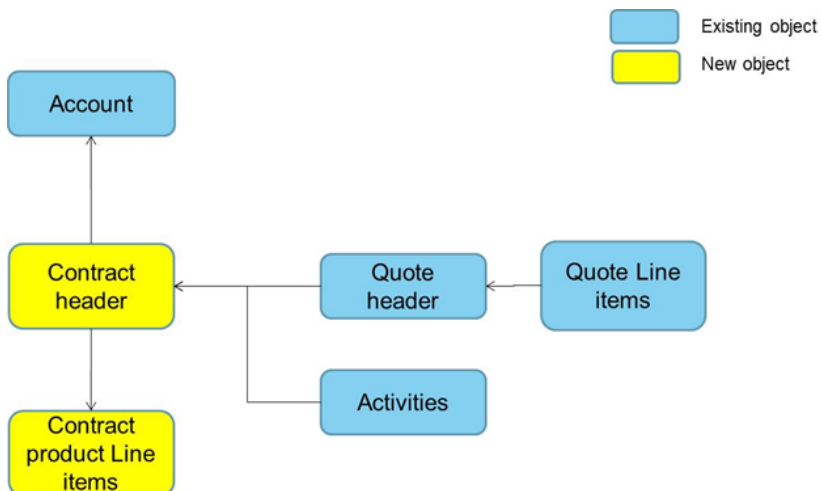 Existing object
New object
Account
Contract
header
Quote
header
Quote Line
items
Activities
Contract
product Line
items